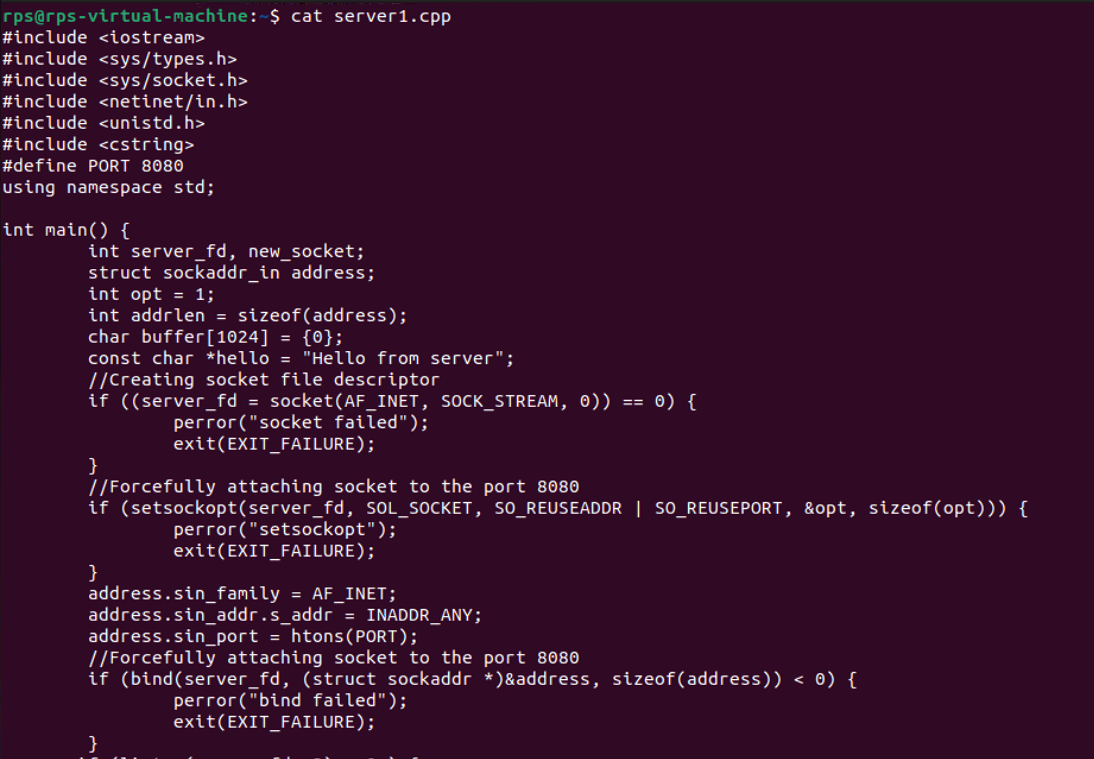 rps@rps-virtual-machine:~$ cat server1.cpp
#include <iostream>
#include <sys/types.h>
#include <sys/socket.h>
#include <netinet/in.h>
#include <unistd.h>
#include <cstring>
#define PORT 8080
using namespace std;

int main() {
        int server_fd, new_socket;
        struct sockaddr_in address;
        int opt = 1;
        int addrlen = sizeof(address);
        char buffer[1024] = {0};
        const char *hello = "Hello from server";
        //Creating socket file descriptor
        if ((server_fd = socket(AF_INET, SOCK_STREAM, 0)) == 0) {
                perror("socket failed");
                exit(EXIT_FAILURE);
        }
        //Forcefully attaching socket to the port 8080
        if (setsockopt(server_fd, SOL_SOCKET, SO_REUSEADDR | SO_REUSEPORT, &opt, sizeof(opt))) {
                perror("setsockopt");
                exit(EXIT_FAILURE);
        }
        address.sin_family = AF_INET;
        address.sin_addr.s_addr = INADDR_ANY;
        address.sin_port = htons(PORT);
        //Forcefully attaching socket to the port 8080
        if (bind(server_fd, (struct sockaddr *)&address, sizeof(address)) < 0) {
                perror("bind failed");
                exit(EXIT_FAILURE);
        }